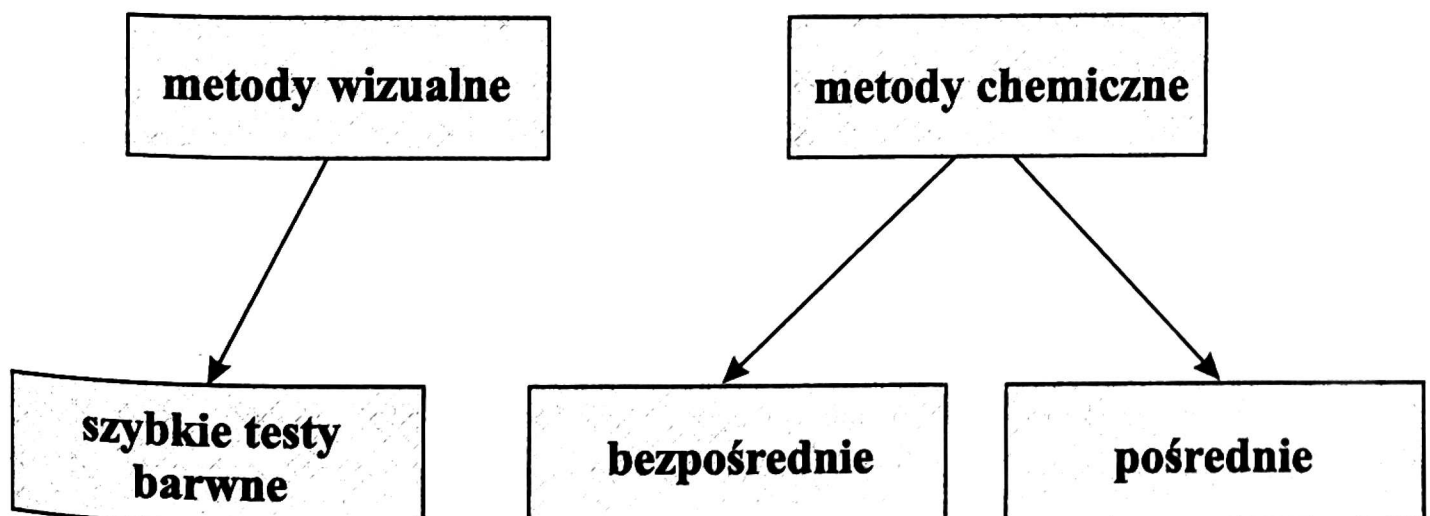 metody wizualne
metody chemiczne
szybkie testy
barwne
bezpośrednie
pośrednie